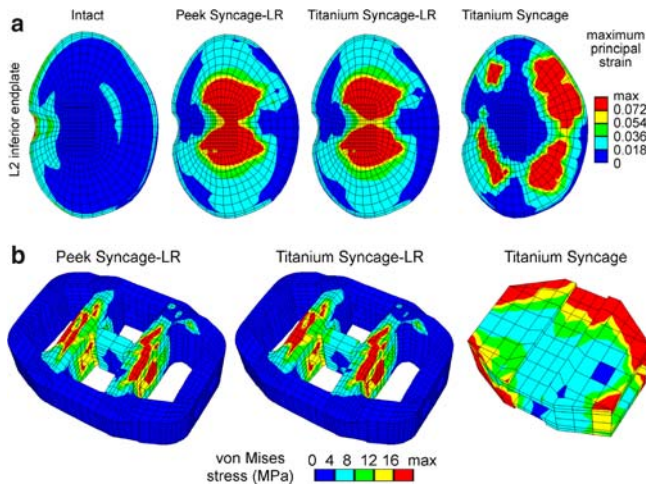 a
Intact
Peek Syncage-LR
Titanium Syncage-LR
Titanium Syncage
L2 inferior endplate
maximum
principal
strain
max
0.072
0.054
0.036
0.018
0
b
Peek Syncage-LR
Titanium Syncage-LR
Titanium Syncage
von Mises
stress (MPa)
0 4 8 12 16 max